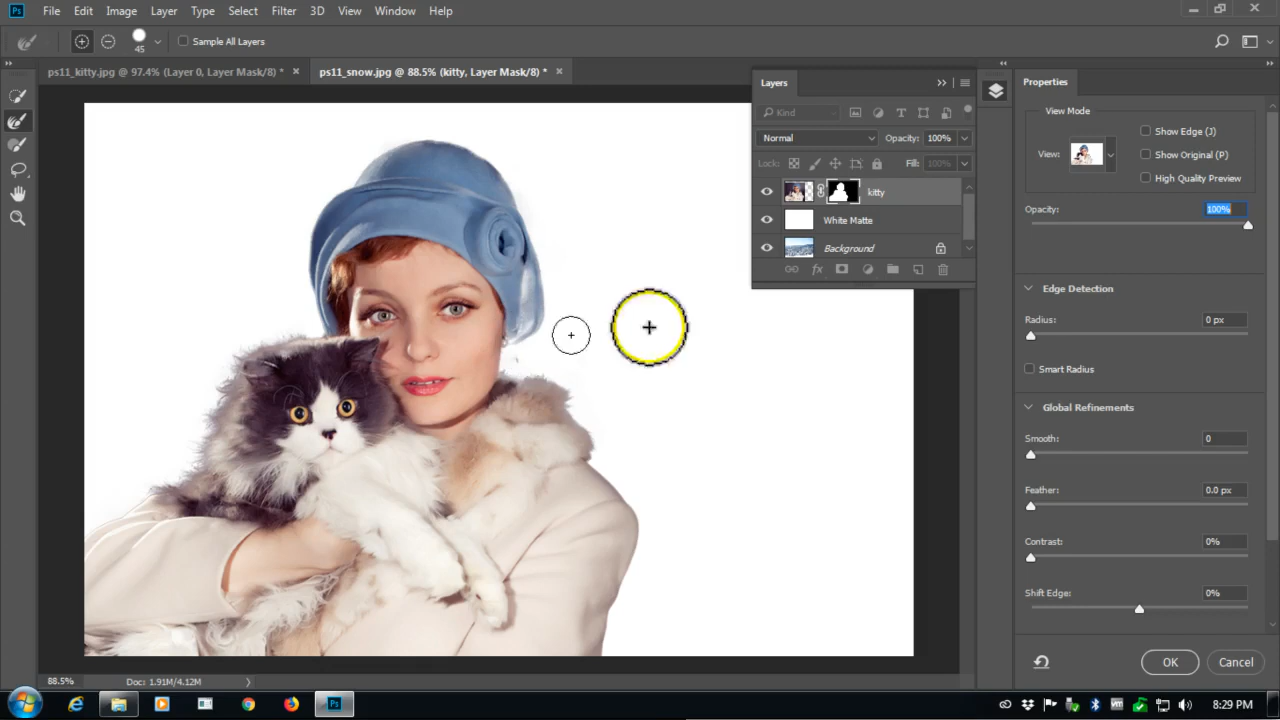 Ps File Edit Image Layer Type Select Filter 3D View Window Help
45 Sample All Layers
ps11_kitty.jpg @ 97.4% (Layer 0, Layer Mask/8) * × ps11_snow.jpg @ 88.5% (kitty, Layer Mask/8) * ×
Layers
Kind
Normal Opacity: 100%
Lock: Fill: 100%
kitty
White Matte
Background
fx
Properties
View Mode
Show Edge (J)
View: Show Original (P)
High Quality Preview
Opacity: 100%
Edge Detection
Radius: 0 px
Smart Radius
Global Refinements
Smooth: 0
Feather: 0.0 px
Contrast: 0%
Shift Edge: 0%
OK Cancel
88.5% Doc: 1.91M/4.12M
Ps 8:29 PM